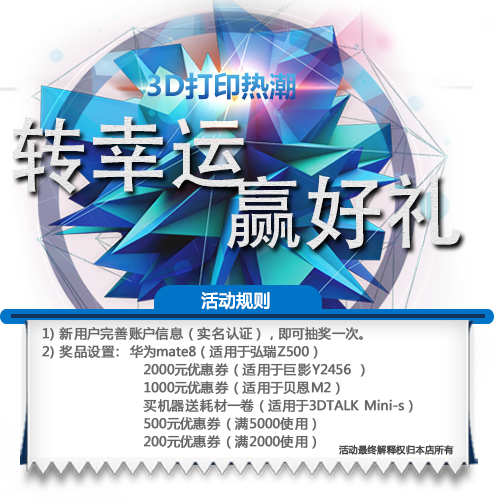 3D打印热潮
转幸运
赢好礼
活动规则
1) 新用户完善账户信息（实名认证），即可抽奖一次。
2) 奖品设置：华为mate8（适用于弘瑞Z500）
2000元优惠券（适用于巨影Y2456 ）
1000元优惠券（适用于贝恩M2）
买机器送耗材一卷（适用于3DTALK Mini-s）
500元优惠券（满5000使用）
200元优惠券（满2000使用）
活动最终解释权归本店所有